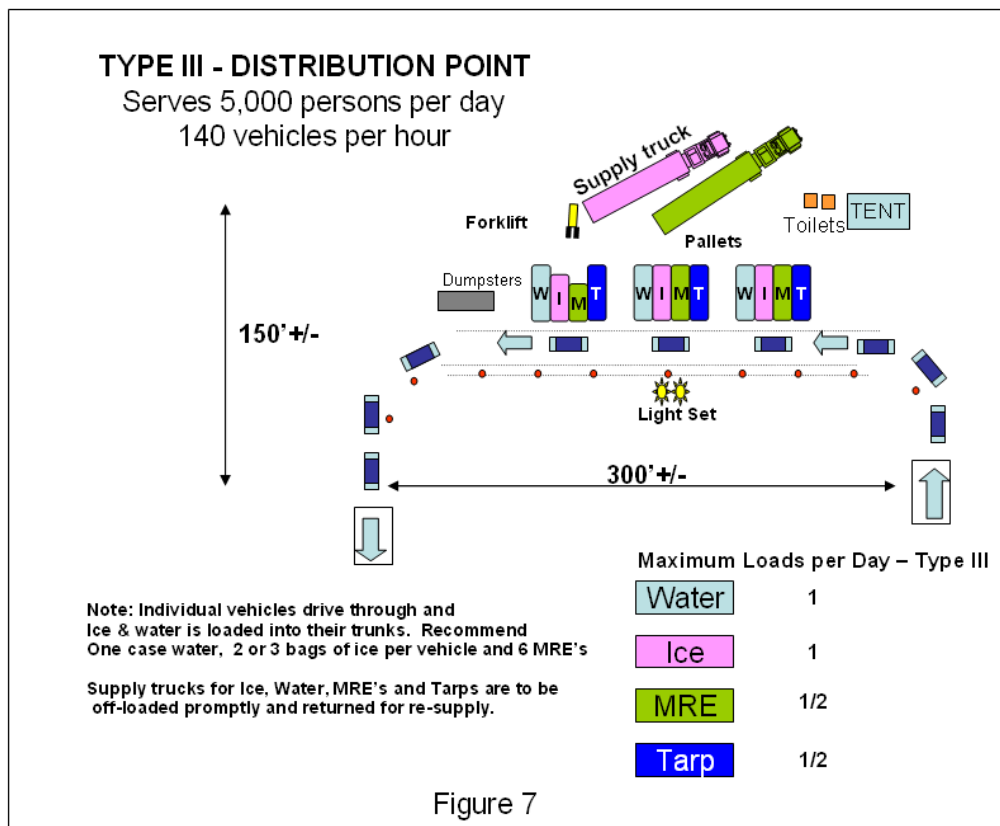 TYPE III - DISTRIBUTION POINT
Serves 5,000 persons per day
140 vehicles per hour
Supply truck
Forklift
Pallets
Toilets
TENT
Dumpsters
W I M T
W I M T
W I M T
150'+/-
Light Set
300'+/-
Maximum Loads per Day – Type III
Water 1
Ice 1
MRE 1/2
Tarp 1/2
Note: Individual vehicles drive through and
Ice & water is loaded into their trunks. Recommend
One case water, 2 or 3 bags of ice per vehicle and 6 MRE's
Supply trucks for Ice, Water, MRE's and Tarps are to be
off-loaded promptly and returned for re-supply.
Figure 7